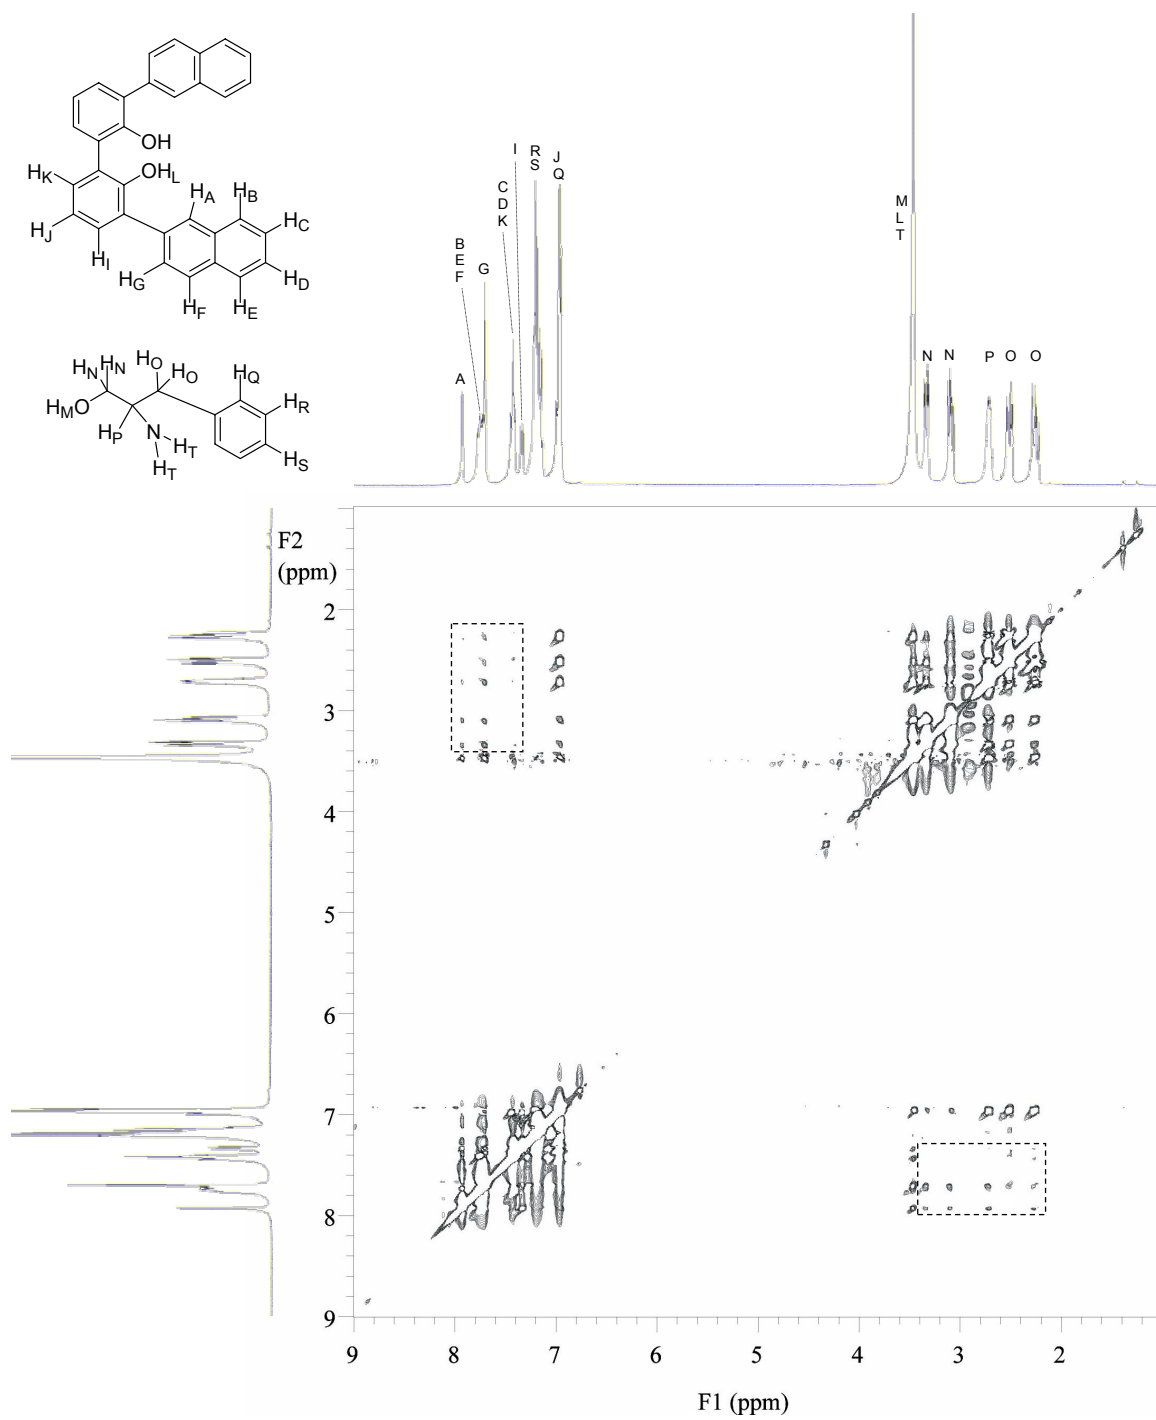 OH
H_K
OH_L
H_A
H_B
H_C
H_J
H_I
H_G
H_D
H_F
H_E
H_N
H_N
H_O
H_O
H_Q
H_M O
H_R
H_P
N
H_T
H_T
H_S
A
B
E
F
G
C
D
K
I
R
S
J
Q
M
L
T
N
N
P
O
O
F2
(ppm)
2
3
4
5
6
7
8
9
9
8
7
6
5
4
3
2
F1 (ppm)